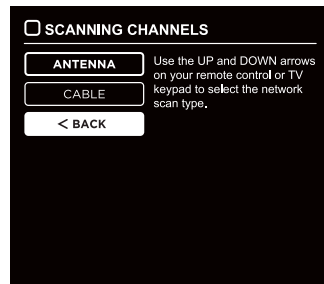 SCANNING CHANNELS
ANTENNA
CABLE
< BACK
Use the UP and DOWN arrows
on your remote control or TV
keypad to select the network
scan type.